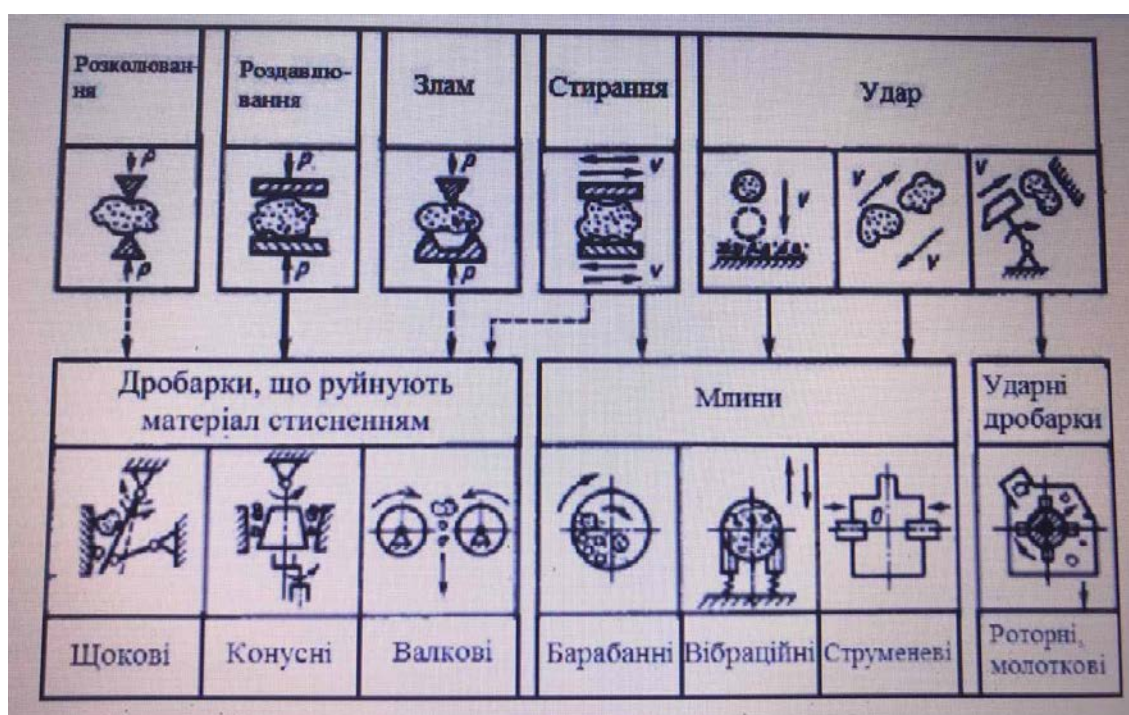 Розколюван-
ня
Роздавлю-
вання
Злам
Стирання
Удар
P
P
P
P
P
P
v
v
v
v
v
v
Дробарки, що руйнують
матеріал стисненням
Млини
Ударні
дробарки
Щокові
Конусні
Валкові
Барабанні
Вібраційні
Струменеві
Роторні,
молоткові